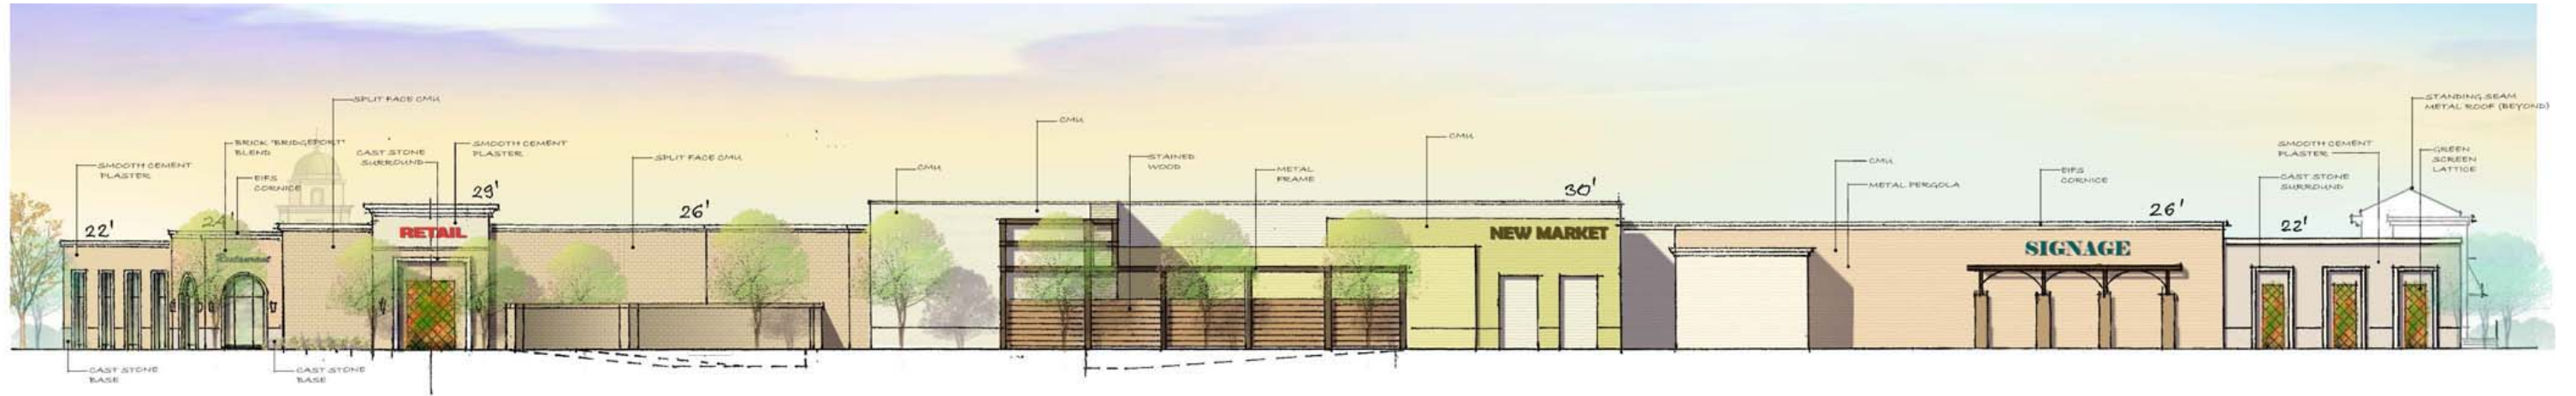 SPLIT FACE CMU
BRICK "BRIDGEPORT"
BLEND
SMOOTH CEMENT
PLASTER
EIFS
CORNICE
CAST STONE
SURROUND
SMOOTH CEMENT
PLASTER
SPLIT FACE CMU
CMU
CMU
STAINED
WOOD
METAL
FRAME
CMU
CMU
METAL PERGOLA
EIFS
CORNICE
STANDING SEAM
METAL ROOF (BEYOND)
SMOOTH CEMENT
PLASTER
CAST STONE
SURROUND
GREEN
SCREEN
LATTICE
22'
24'
29'
26'
30'
26'
22'
Restaurant
RETAIL
NEW MARKET
SIGNAGE
CAST STONE
BASE
CAST STONE
BASE